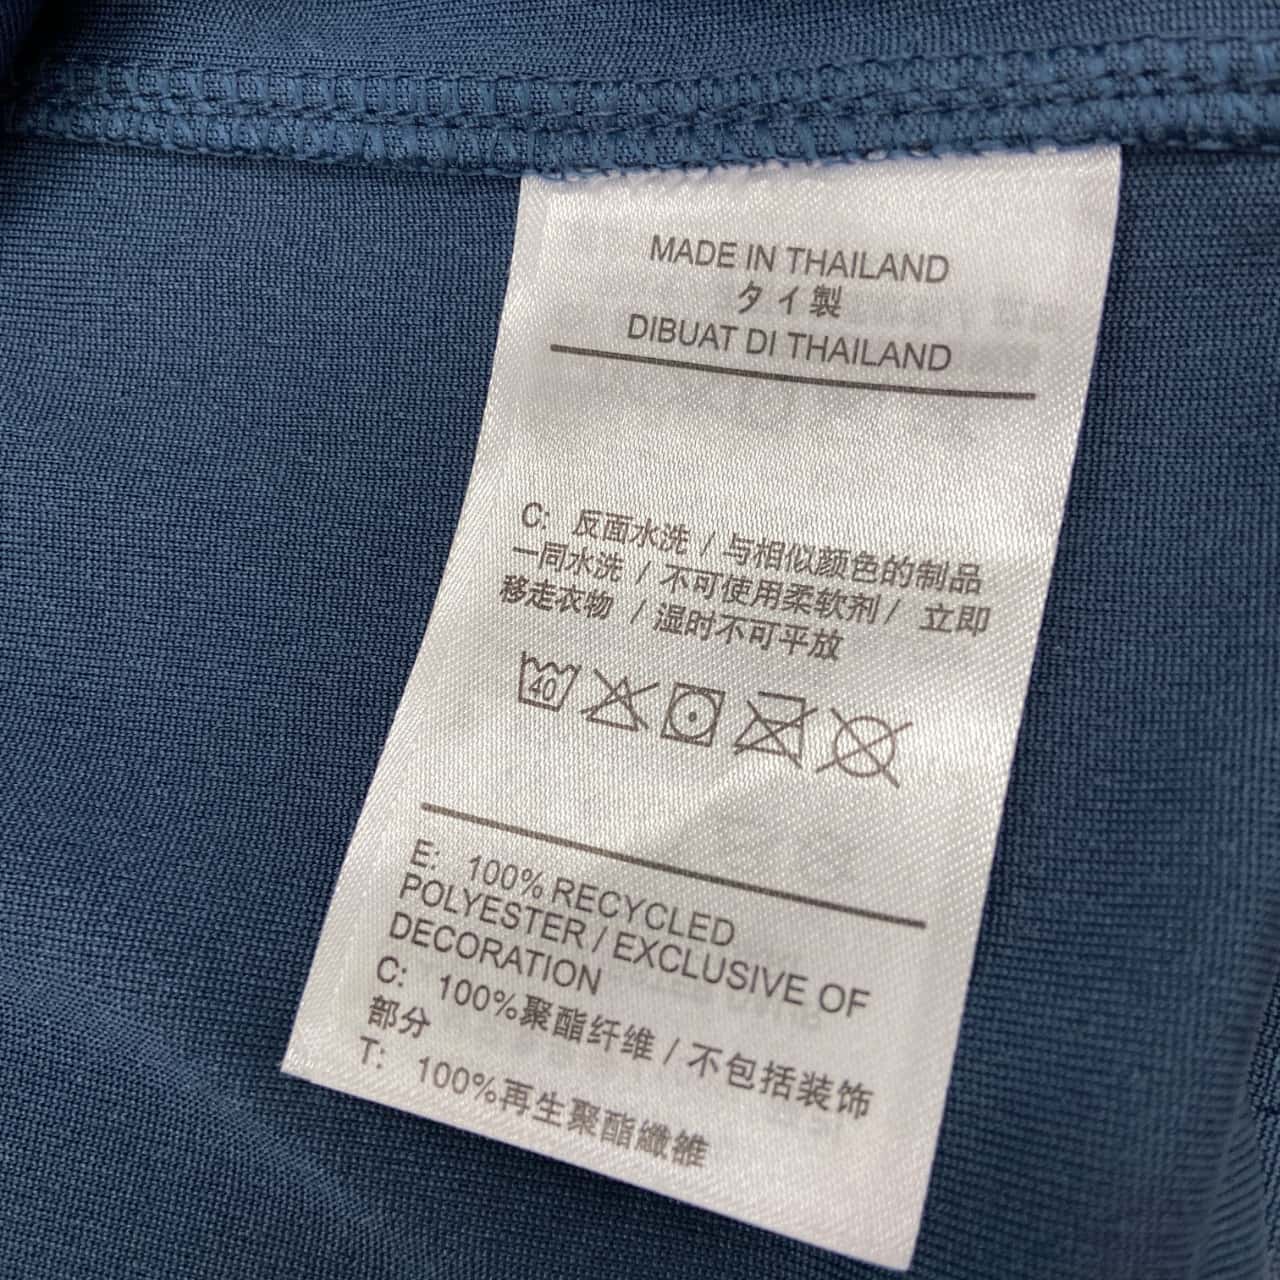 MADE IN THAILAND
タイ製
DIBUAT DI THAILAND
C: 反面水洗 / 与相似颜色的制品
一同水洗 / 不可使用柔软剂 / 立即
移走衣物 / 湿时不可平放
40
E: 100% RECYCLED
POLYESTER / EXCLUSIVE OF
DECORATION
C: 100%聚酯纤维 / 不包括装饰
部分
T: 100%再生聚酯纖維